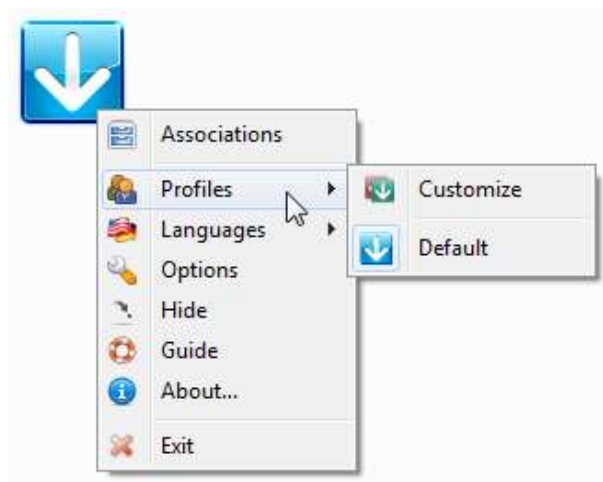 Associations
Profiles
Customize
Languages
Default
Options
Hide
Guide
About...
Exit